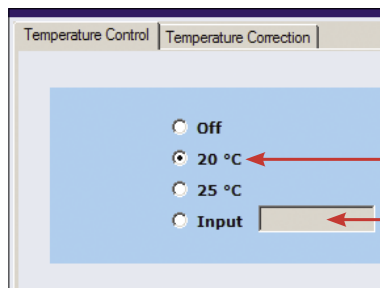 Temperature Control Temperature Correction
Off
20 °C
25 °C
Input